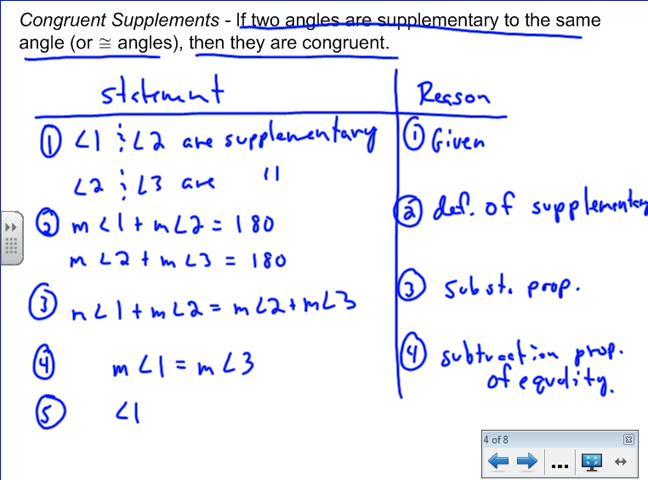 Congruent Supplements - If two angles are supplementary to the same
angle (or ≅ angles), then they are congruent.
statement Reason
① ∠1 & ∠2 are supplementary ① Given
∠2 & ∠3 are "
② m∠1 + m∠2 = 180 ② def. of supplementary
m∠2 + m∠3 = 180
③ m∠1 + m∠2 = m∠2 + m∠3 ③ subst. prop.
④ m∠1 = m∠3 ④ subtraction prop.
of equality.
⑤ ∠1
4 of 8
...